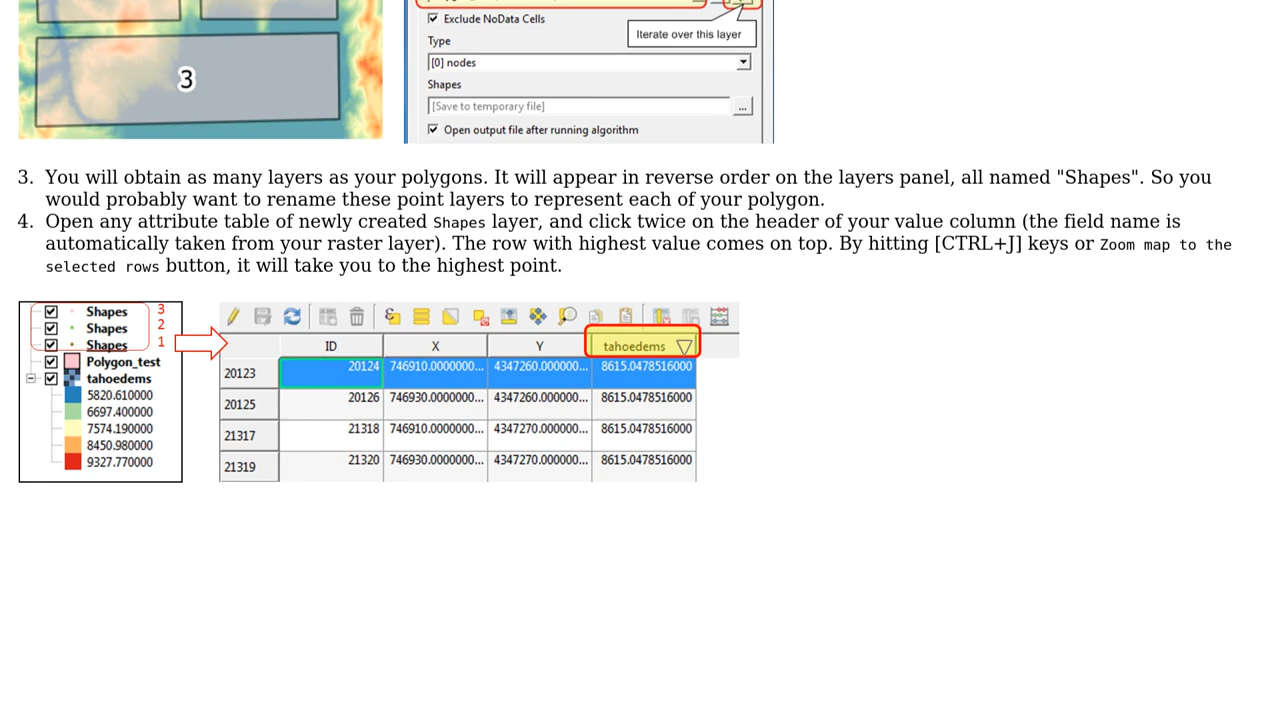 Exclude NoData Cells
Iterate over this layer
Type
[0] nodes
Shapes
[Save to temporary file]
...
Open output file after running algorithm
3
3. You will obtain as many layers as your polygons. It will appear in reverse order on the layers panel, all named "Shapes". So you
would probably want to rename these point layers to represent each of your polygon.
4. Open any attribute table of newly created Shapes layer, and click twice on the header of your value column (the field name is
automatically taken from your raster layer). The row with highest value comes on top. By hitting [CTRL+J] keys or Zoom map to the
selected rows button, it will take you to the highest point.
Shapes 3
Shapes 2
Shapes 1
Polygon_test
tahoedems
5820.610000
6697.400000
7574.190000
8450.980000
9327.770000
ID X Y tahoedems
20123 20124 746910.0000000... 4347260.000000... 8615.0478516000
20125 20126 746930.0000000... 4347260.000000... 8615.0478516000
21317 21318 746910.0000000... 4347270.000000... 8615.0478516000
21319 21320 746930.0000000... 4347270.000000... 8615.0478516000